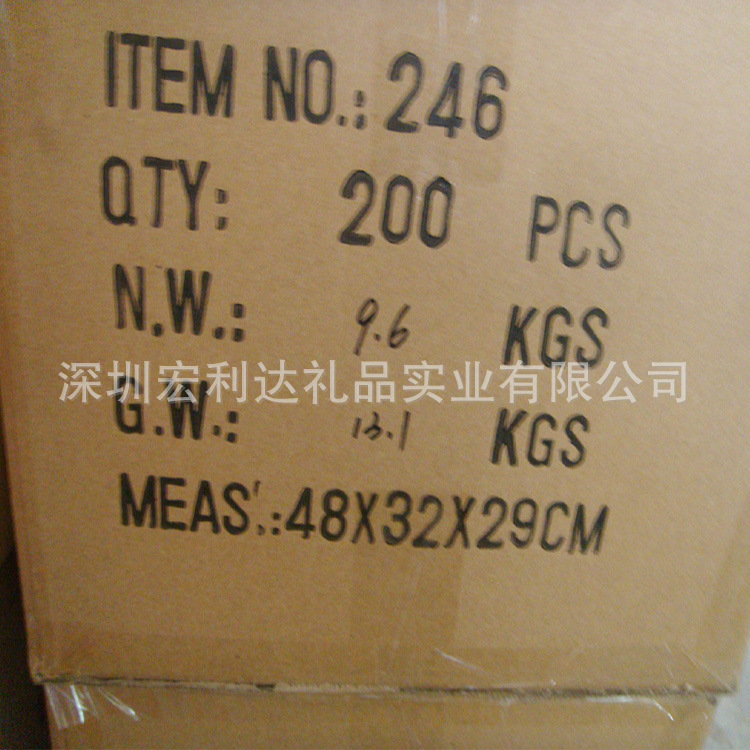 ITEM NO.: 246
QTY: 200 PCS
N.W.: 9.6 KGS
深圳宏利达礼品实业有限公司
G.W.: 13.1 KGS
MEAS'.:48X32X29CM